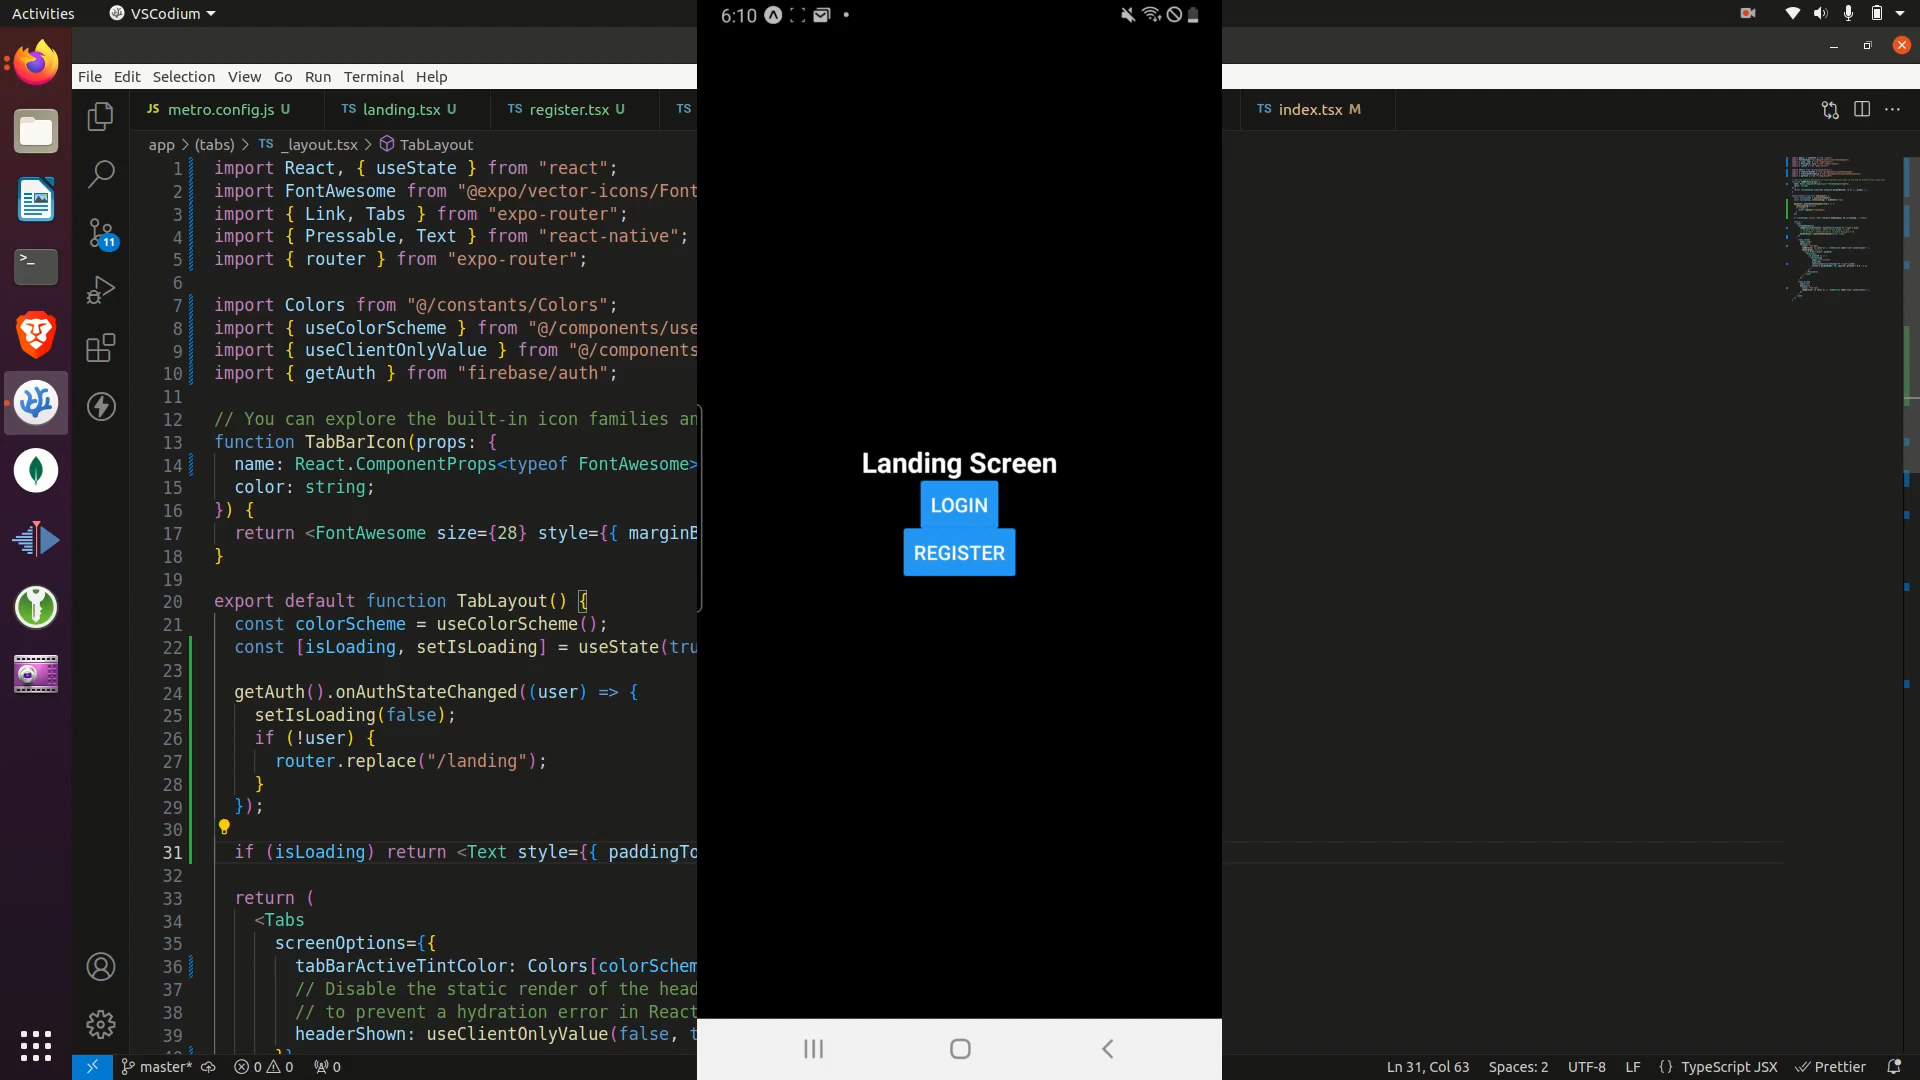 Activities VSCodium
6:10
File Edit Selection View Go Run Terminal Help
JS metro.config.js U TS landing.tsx U TS register.tsx U TS TS index.tsx M
app > (tabs) > TS _layout.tsx > TabLayout
1 import React, { useState } from "react";
2 import FontAwesome from "@expo/vector-icons/Font
3 import { Link, Tabs } from "expo-router";
4 import { Pressable, Text } from "react-native";
5 import { router } from "expo-router";
6
7 import Colors from "@/constants/Colors";
8 import { useColorScheme } from "@/components/use
9 import { useClientOnlyValue } from "@/components
10 import { getAuth } from "firebase/auth";
11
12 // You can explore the built-in icon families an
13 function TabBarIcon(props: {
14 name: React.ComponentProps<typeof FontAwesome>
15 color: string;
16 }) {
17 return <FontAwesome size={28} style={{ marginB
18 }
19
20 export default function TabLayout() {
21 const colorScheme = useColorScheme();
22 const [isLoading, setIsLoading] = useState(tru
23
24 getAuth().onAuthStateChanged((user) => {
25 setIsLoading(false);
26 if (!user) {
27 router.replace("/landing");
28 }
29 });
30
31 if (isLoading) return <Text style={{ paddingTo
32
33 return (
34 <Tabs
35 screenOptions={{
36 tabBarActiveTintColor: Colors[colorSchem
37 // Disable the static render of the head
38 // to prevent a hydration error in React
39 headerShown: useClientOnlyValue(false, t
11
Landing Screen
LOGIN
REGISTER
master* 0 0 0 Ln 31, Col 63 Spaces: 2 UTF-8 LF {} TypeScript JSX Prettier